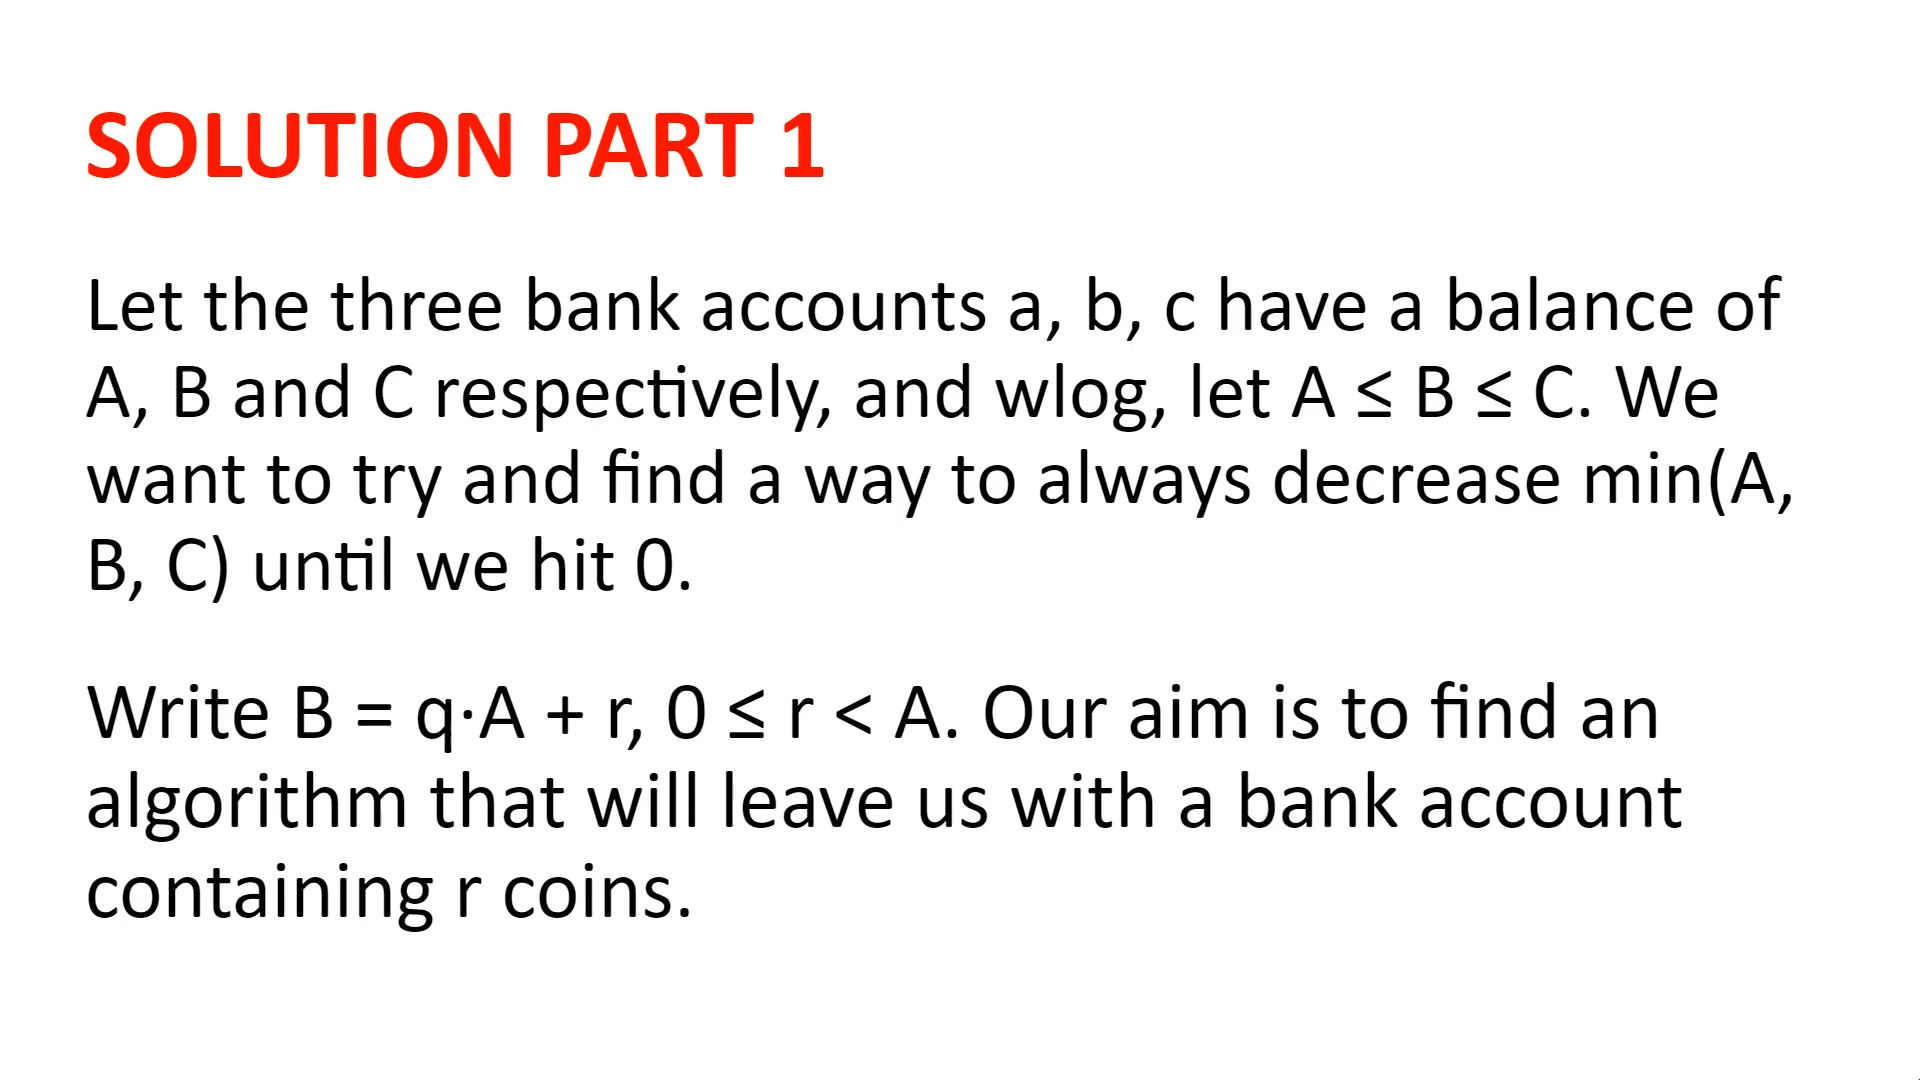 SOLUTION PART 1
Let the three bank accounts a, b, c have a balance of
A, B and C respectively, and wlog, let A ≤ B ≤ C. We
want to try and find a way to always decrease min(A,
B, C) until we hit 0.
Write B = q·A + r, 0 ≤ r < A. Our aim is to find an
algorithm that will leave us with a bank account
containing r coins.